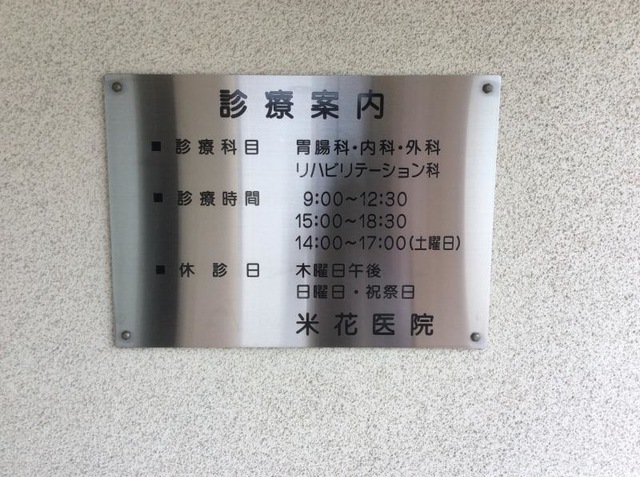 診療案内
■ 診療科目 胃腸科・内科・外科
リハビリテーション科
■ 診療時間 9:00～12:30
15:00～18:30
14:00～17:00(土曜日)
■ 休診日 木曜日午後
日曜日・祝祭日
米花医院